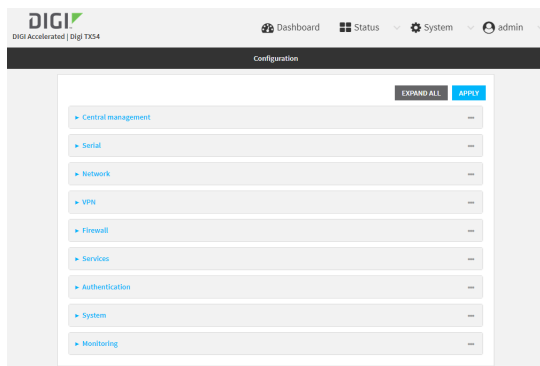 DIGI
DIGI Accelerated | Digi TX54
Dashboard Status System admin
Configuration
EXPAND ALL APPLY
Central management
Serial
Network
VPN
Firewall
Services
Authentication
System
Monitoring